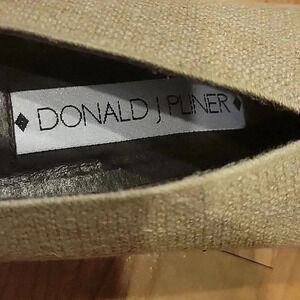 ♦ DONALD J PLINER ♦